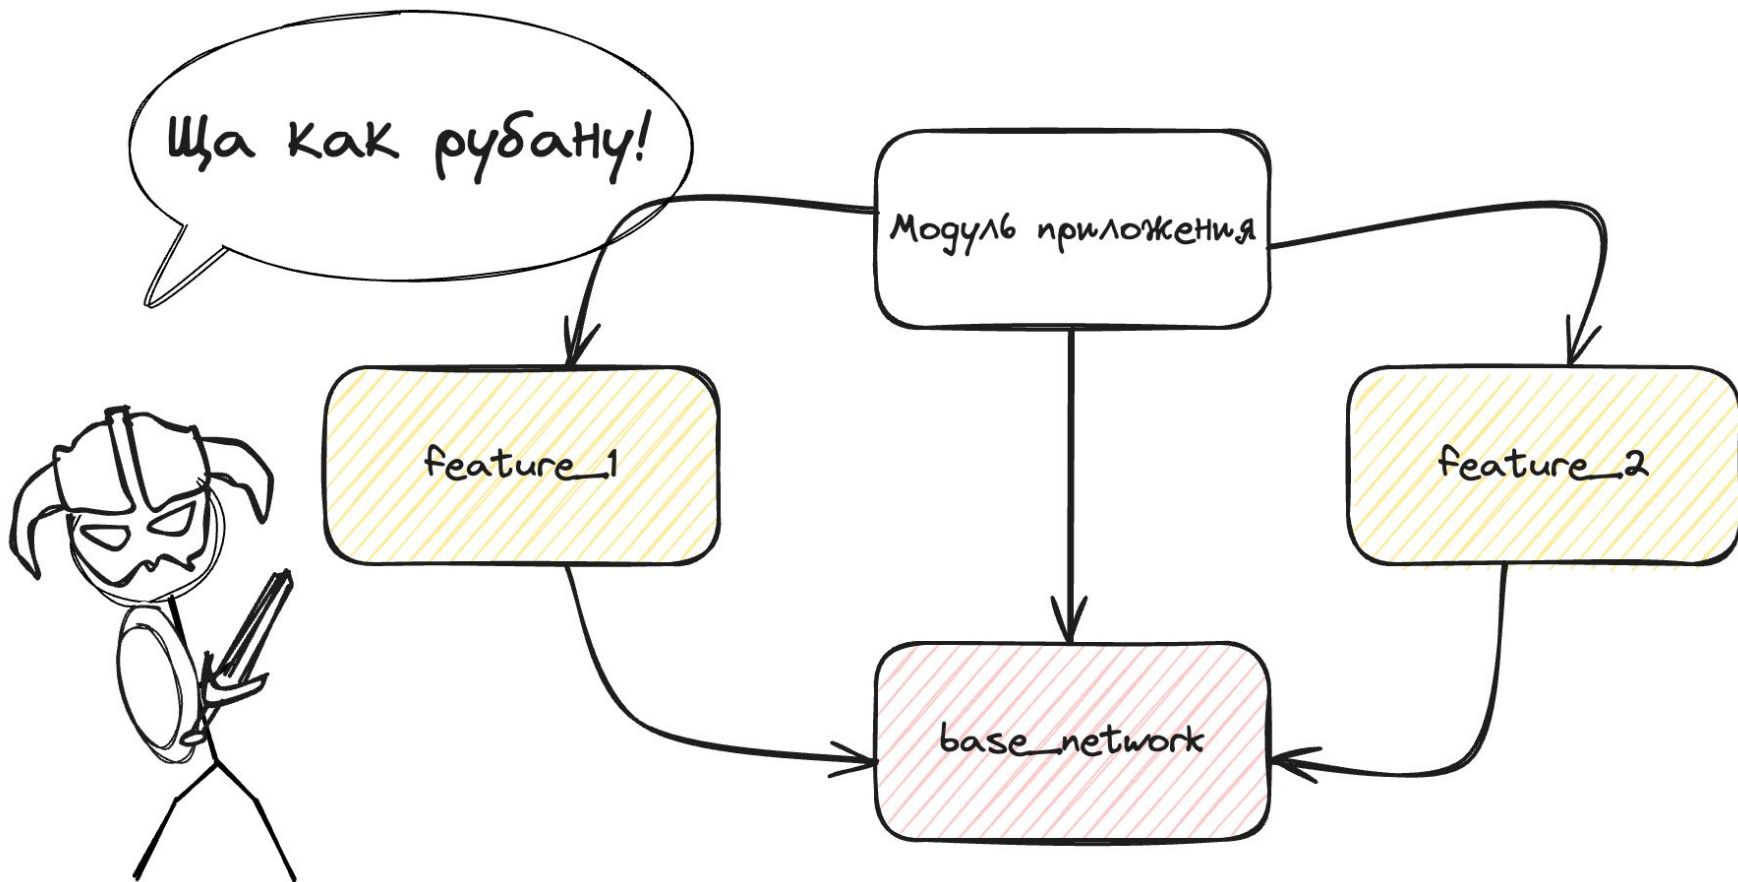 Ща как рубану!
Модуль приложения
feature_1
feature_2
base_network